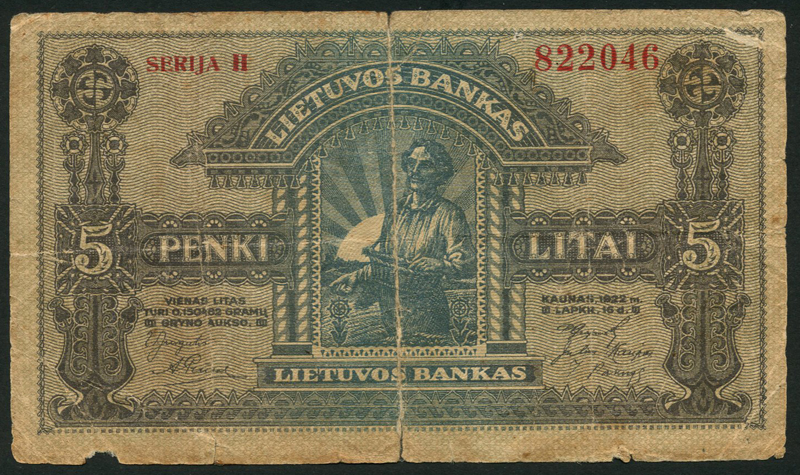 SERIJA H
822046
LIETUVOS BANKAS
5 PENKI LITAI 5
VIENAS LITAS
TURI 0,150462 GRAMŲ
GRYNO AUKSO.
KAUNAS, 1922 m.
LAPKR. 16 d.
LIETUVOS BANKAS